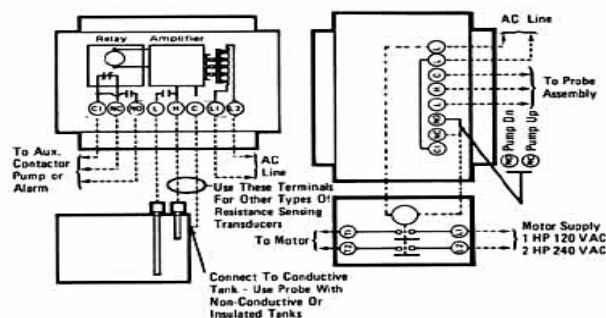 Relay
Amplifier
C1
NC
NO
L
H
C
L1
L2
To Aux.
Contactor
Pump or
Alarm
AC
Line
Use These Terminals
For Other Types Of
Resistance Sensing
Transducers
Connect To Conductive
Tank - Use Probe With
Non-Conductive Or
Insulated Tanks
AC Line
To Probe
Assembly
Pump On
Pump Up
To Motor
Motor Supply
1 HP 120 VAC
2 HP 240 VAC